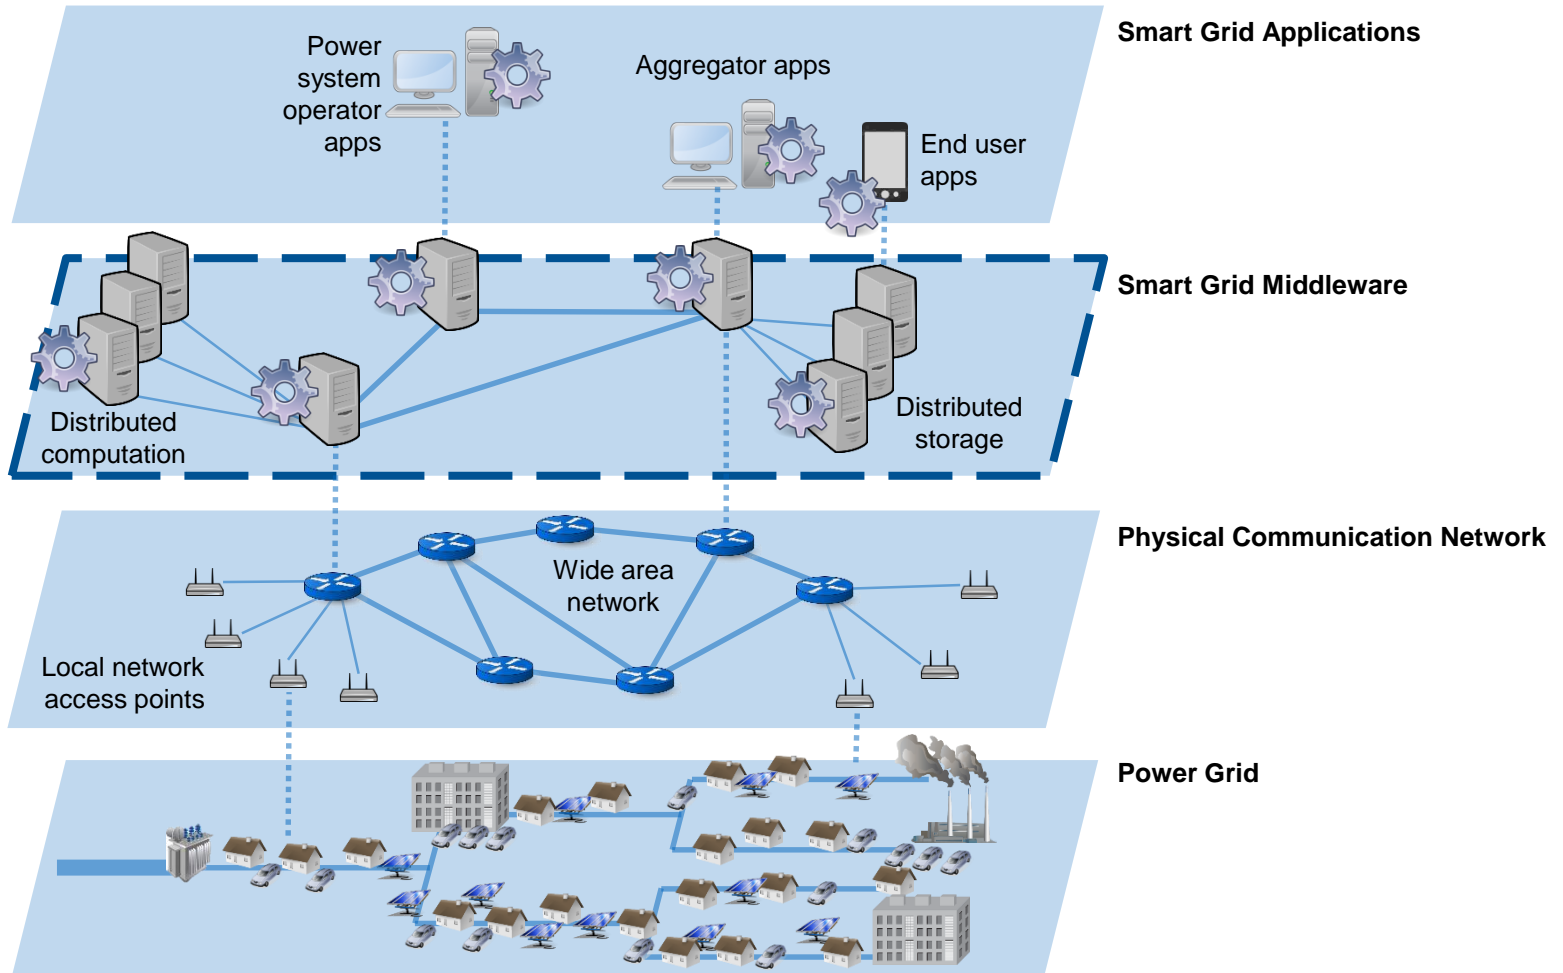 Smart Grid Applications
Power
system
operator
apps
Aggregator apps
End user
apps
Smart Grid Middleware
Distributed
computation
Distributed
storage
Physical Communication Network
Wide area
network
Local network
access points
Power Grid